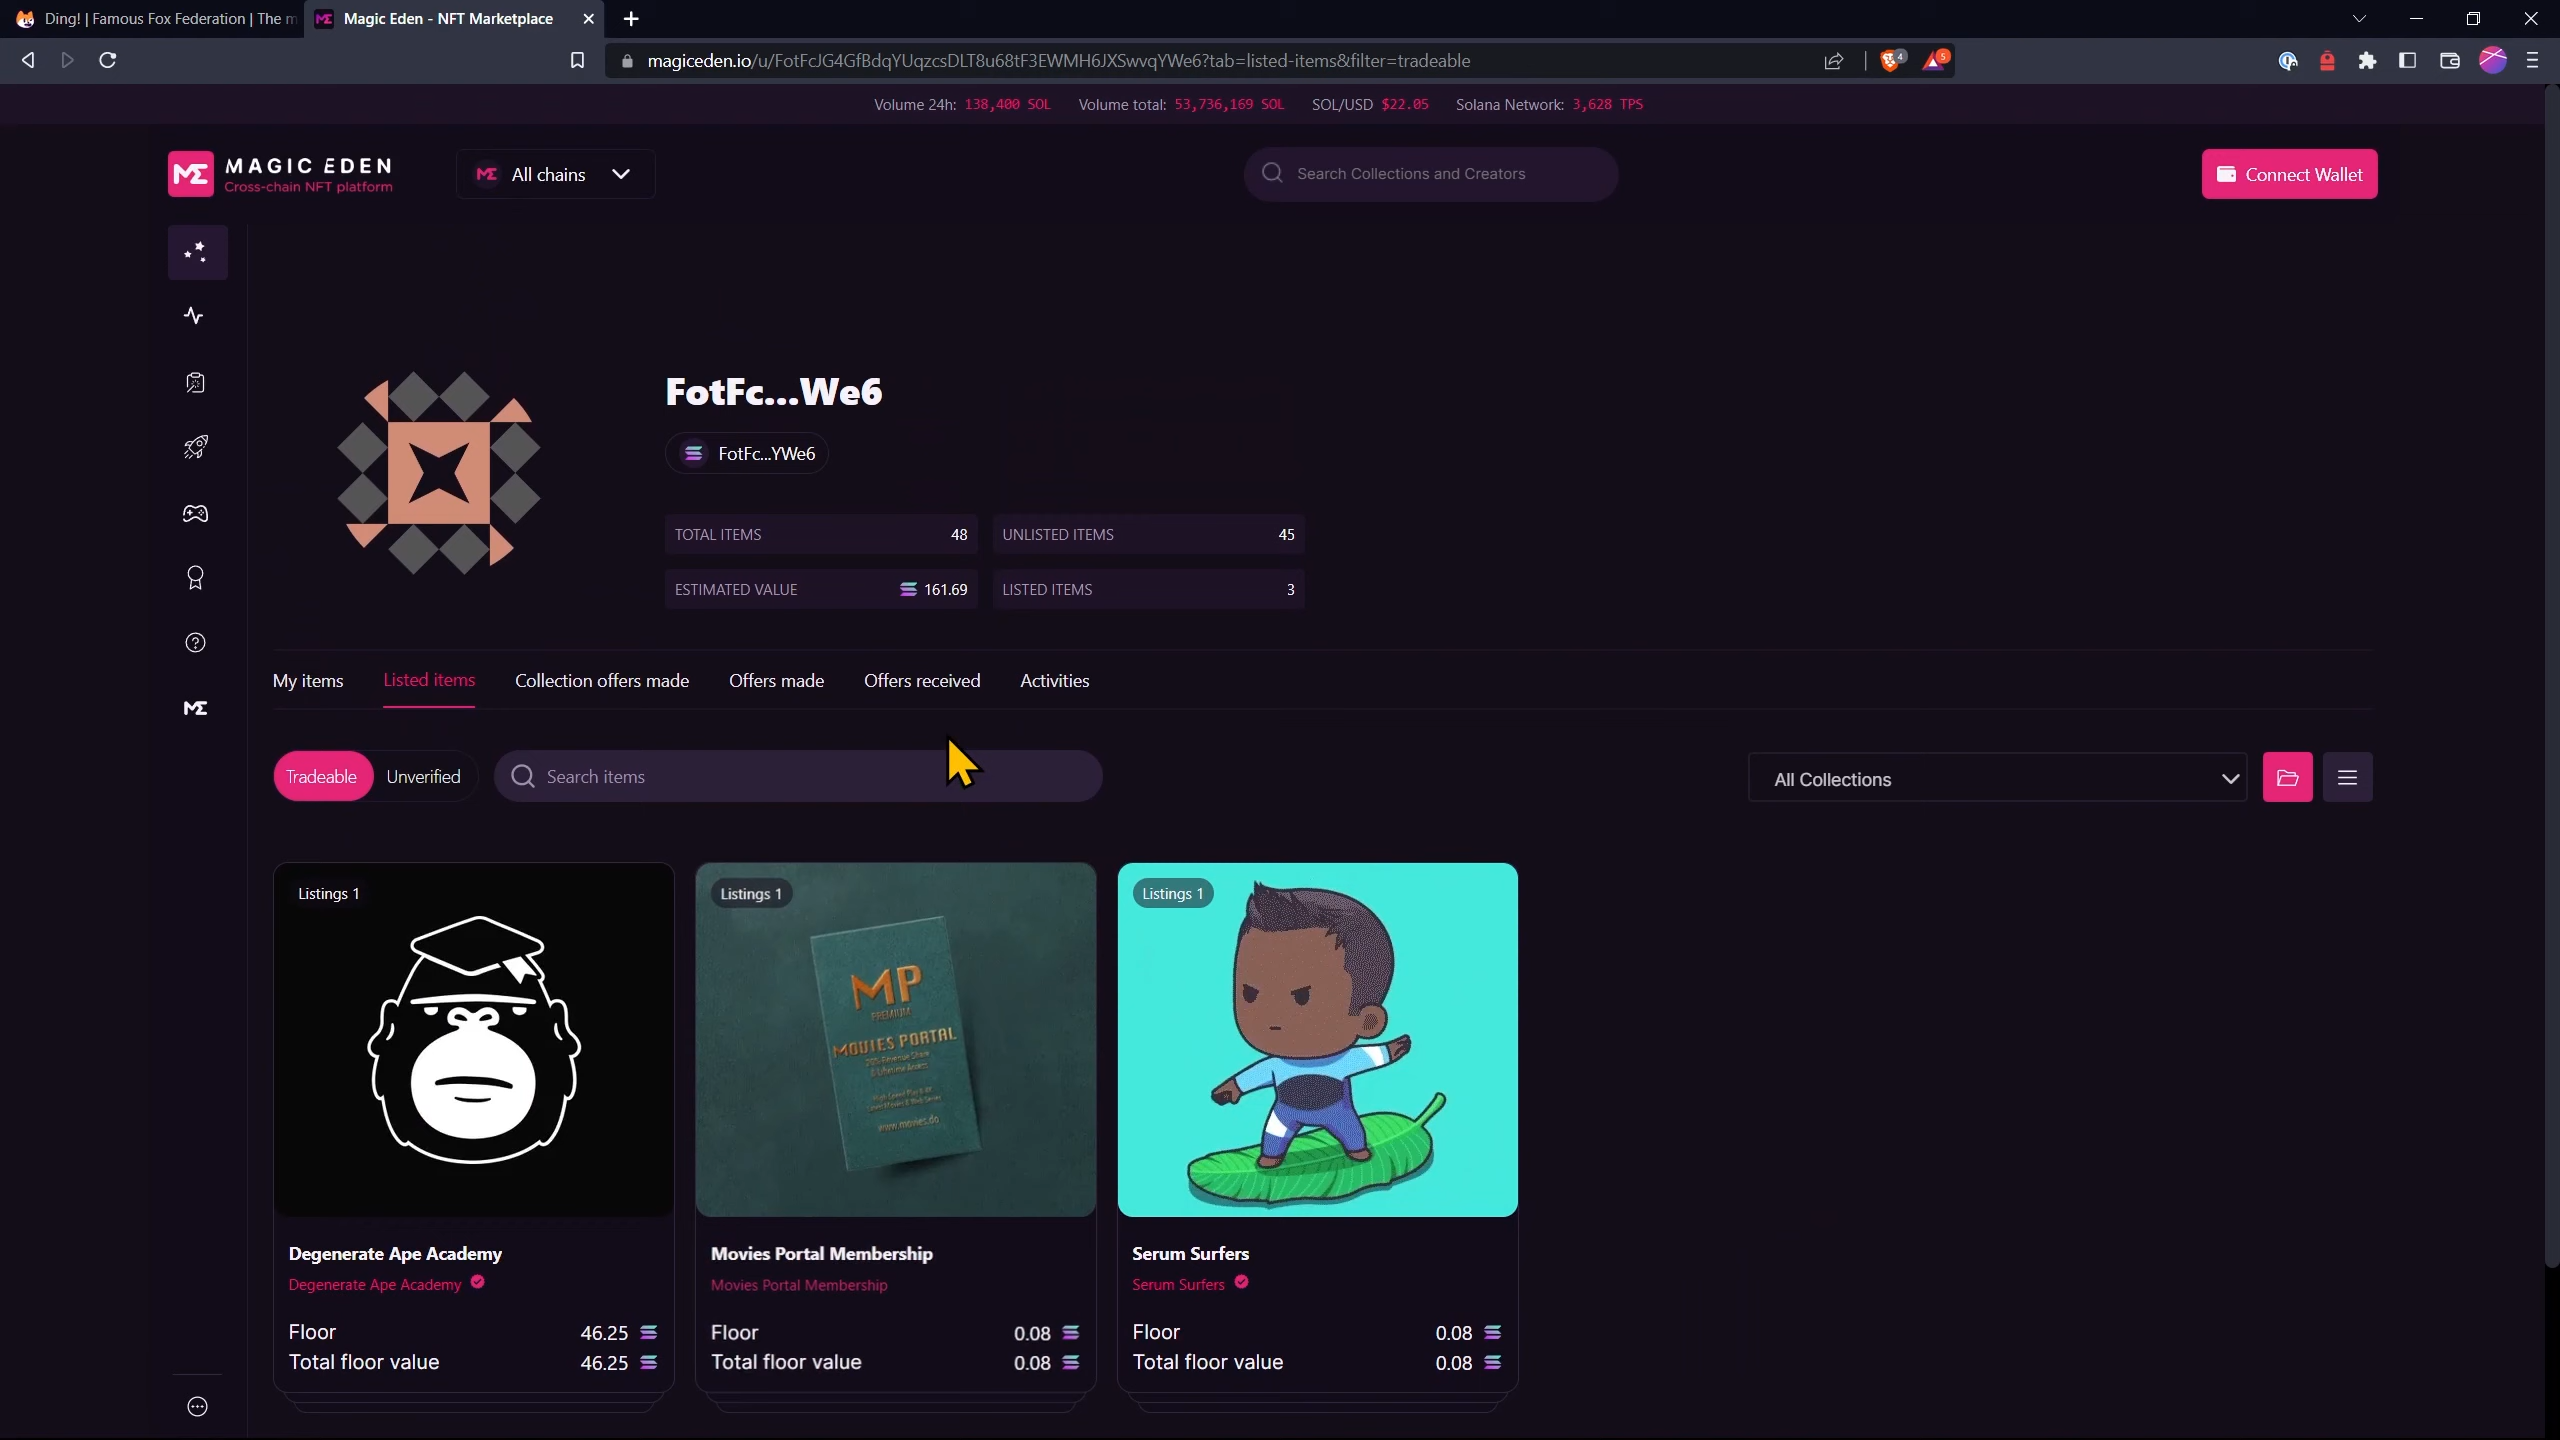 Ding! | Famous Fox Federation | The m
Magic Eden - NFT Marketplace
magiceden.io/u/FotFcJG4GfBdqYUqzcsDLT8u68tF3EWMH6JXSwvqYWe6?tab=listed-items&filter=tradeable
4
5
Volume 24h: 138,400 SOL Volume total: 53,736,169 SOL SOL/USD $22.05 Solana Network: 3,628 TPS
MAGIC EDEN
Cross-chain NFT platform
All chains
Search Collections and Creators
Connect Wallet
FotFc...We6
FotFc...YWe6
TOTAL ITEMS 48
UNLISTED ITEMS 45
ESTIMATED VALUE 161.69
LISTED ITEMS 3
My items
Listed items
Collection offers made
Offers made
Offers received
Activities
Tradeable
Unverified
Search items
All Collections
Listings 1
Degenerate Ape Academy
Degenerate Ape Academy
Floor 46.25
Total floor value 46.25
Listings 1
MP
PREMIUM
MOVIES PORTAL
www.movies.do
Movies Portal Membership
Movies Portal Membership
Floor 0.08
Total floor value 0.08
Listings 1
Serum Surfers
Serum Surfers
Floor 0.08
Total floor value 0.08